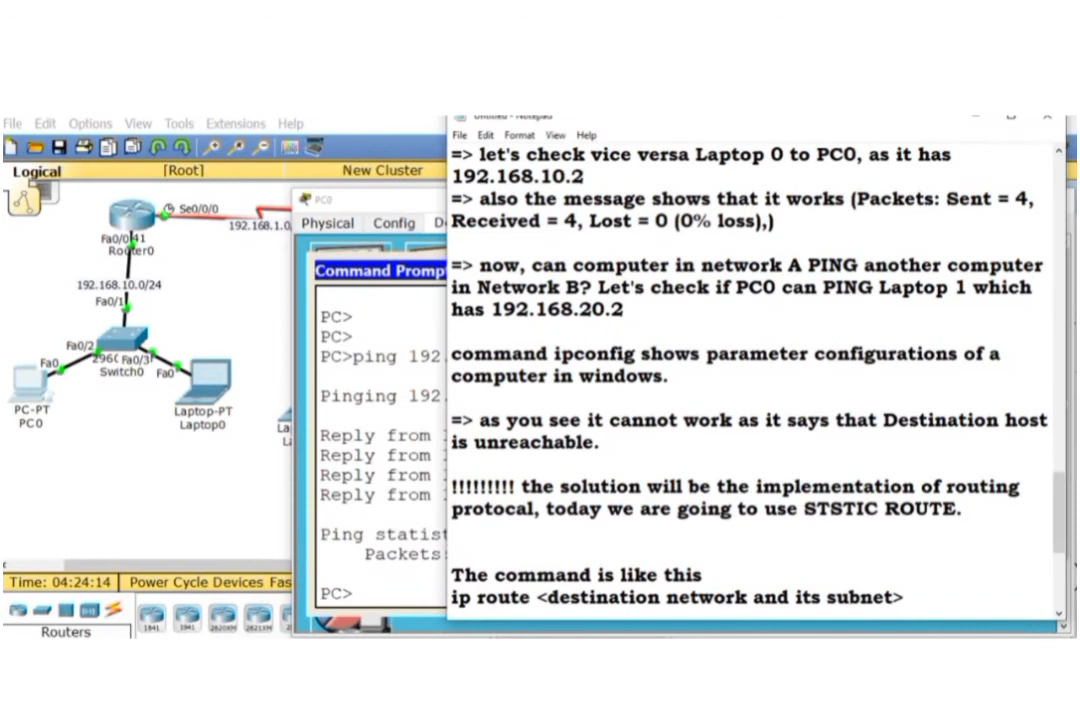 File Edit Options View Tools Extensions Help
Logical
[Root]
New Cluster
Se0/0/0
192.168.1.0
Fa0/0
Router0
192.168.10.0/24
Fa0/1
Fa0/2
Fa0/3
Switch0
Fa0
Fa0
PC-PT
PC0
Laptop-PT
Laptop0
Time: 04:24:14
Power Cycle Devices Fas
Routers
1841
1941
2620XM
2621XM
PC0
Physical Config
Command Promp
PC>
PC>
PC>ping 192.
Pinging 192.
Reply from
Reply from
Reply from
Reply from
Ping statist
Packets:
PC>
Untitled - Notepad
File Edit Format View Help
=> let's check vice versa Laptop 0 to PC0, as it has
192.168.10.2
=> also the message shows that it works (Packets: Sent = 4,
Received = 4, Lost = 0 (0% loss),)
=> now, can computer in network A PING another computer
in Network B? Let's check if PC0 can PING Laptop 1 which
has 192.168.20.2
command ipconfig shows parameter configurations of a
computer in windows.
=> as you see it cannot work as it says that Destination host
is unreachable.
!!!!!!!!! the solution will be the implementation of routing
protocal, today we are going to use STSTIC ROUTE.
The command is like this
ip route <destination network and its subnet>